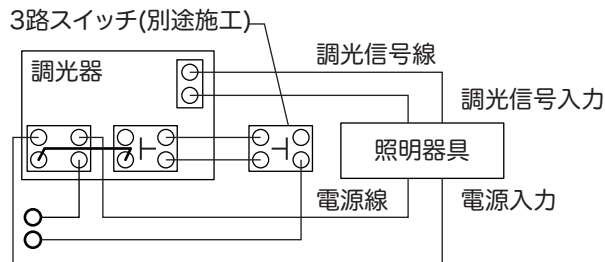 3路スイッチ(別途施工)
調光器
調光信号線
調光信号入力
照明器具
電源線
電源入力